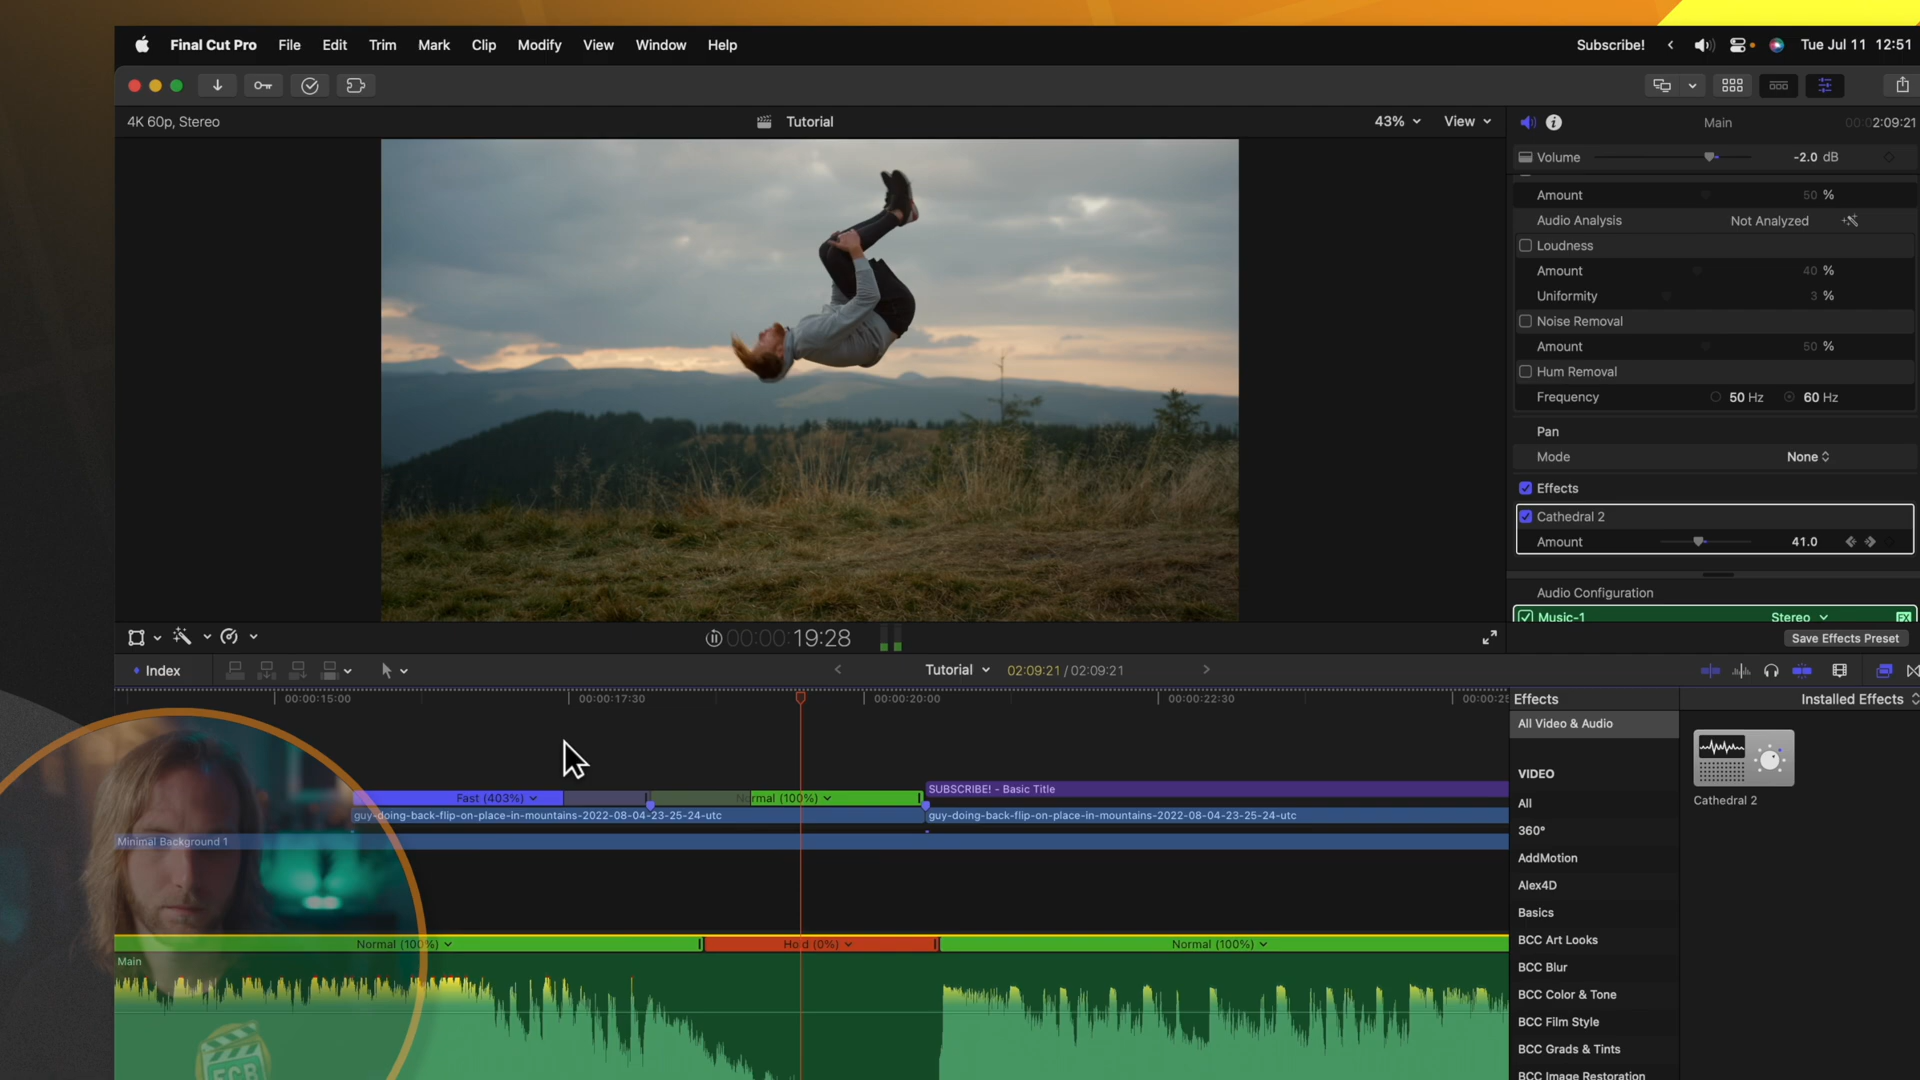 Final Cut Pro File Edit Trim Mark Clip Modify View Window Help Subscribe! Tue Jul 11 12:51
4K 60p, Stereo Tutorial 43% View Main 00:02:09:21
Volume -2.0 dB
Amount 50 %
Audio Analysis Not Analyzed
Loudness
Amount 40 %
Uniformity 3 %
Noise Removal
Amount 50 %
Hum Removal
Frequency 50 Hz 60 Hz
Pan
Mode None
Effects
Cathedral 2
Amount 41.0
Audio Configuration
Music-1 Stereo FX
00:00:19:28 Save Effects Preset
Index Tutorial 02:09:21 / 02:09:21
00:00:15:00 00:00:17:30 00:00:20:00 00:00:22:30 Effects Installed Effects
All Video & Audio
VIDEO
SUBSCRIBE! - Basic Title
Fast (403%) Normal (100%) Cathedral 2
All
guy-doing-back-flip-on-place-in-mountains-2022-08-04-23-25-24-utc guy-doing-back-flip-on-place-in-mountains-2022-08-04-23-25-24-utc
360°
Minimal Background 1
AddMotion
Alex4D
Basics
Normal (100%) Hold (0%) Normal (100%) BCC Art Looks
Main BCC Blur
BCC Color & Tone
BCC Film Style
BCC Grads & Tints
FCB BCC Image Restoration